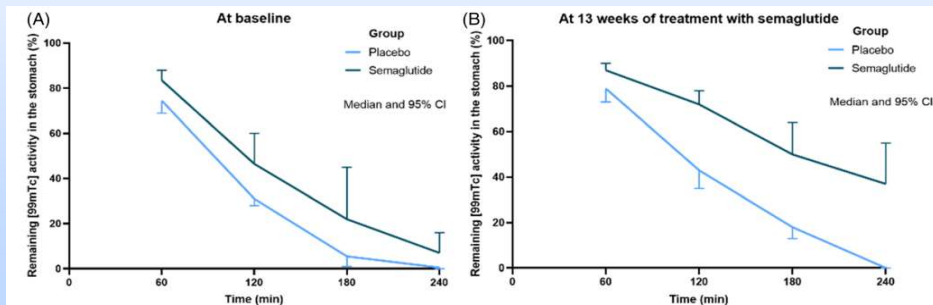 (A)
At baseline
Group
Placebo
Semaglutide
Median and 95% CI
Remaining [99mTc] activity in the stomach (%)
100
80
60
40
20
0
0
60
120
180
240
Time (min)
(B)
At 13 weeks of treatment with semaglutide
Group
Placebo
Semaglutide
Median and 95% CI
Remaining [99mTc] activity in the stomach (%)
100
80
60
40
20
0
0
60
120
180
240
Time (min)